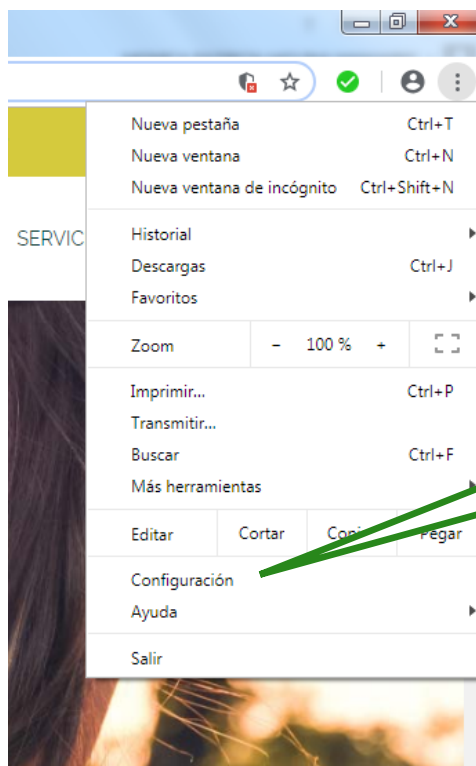 Nueva pestaña Ctrl+T
Nueva ventana Ctrl+N
Nueva ventana de incógnito Ctrl+Shift+N
SERVIC
Historial
Descargas Ctrl+J
Favoritos
Zoom - 100 % +
Imprimir... Ctrl+P
Transmitir...
Buscar Ctrl+F
Más herramientas
Editar Cortar Pegar
Configuración
Ayuda
Salir